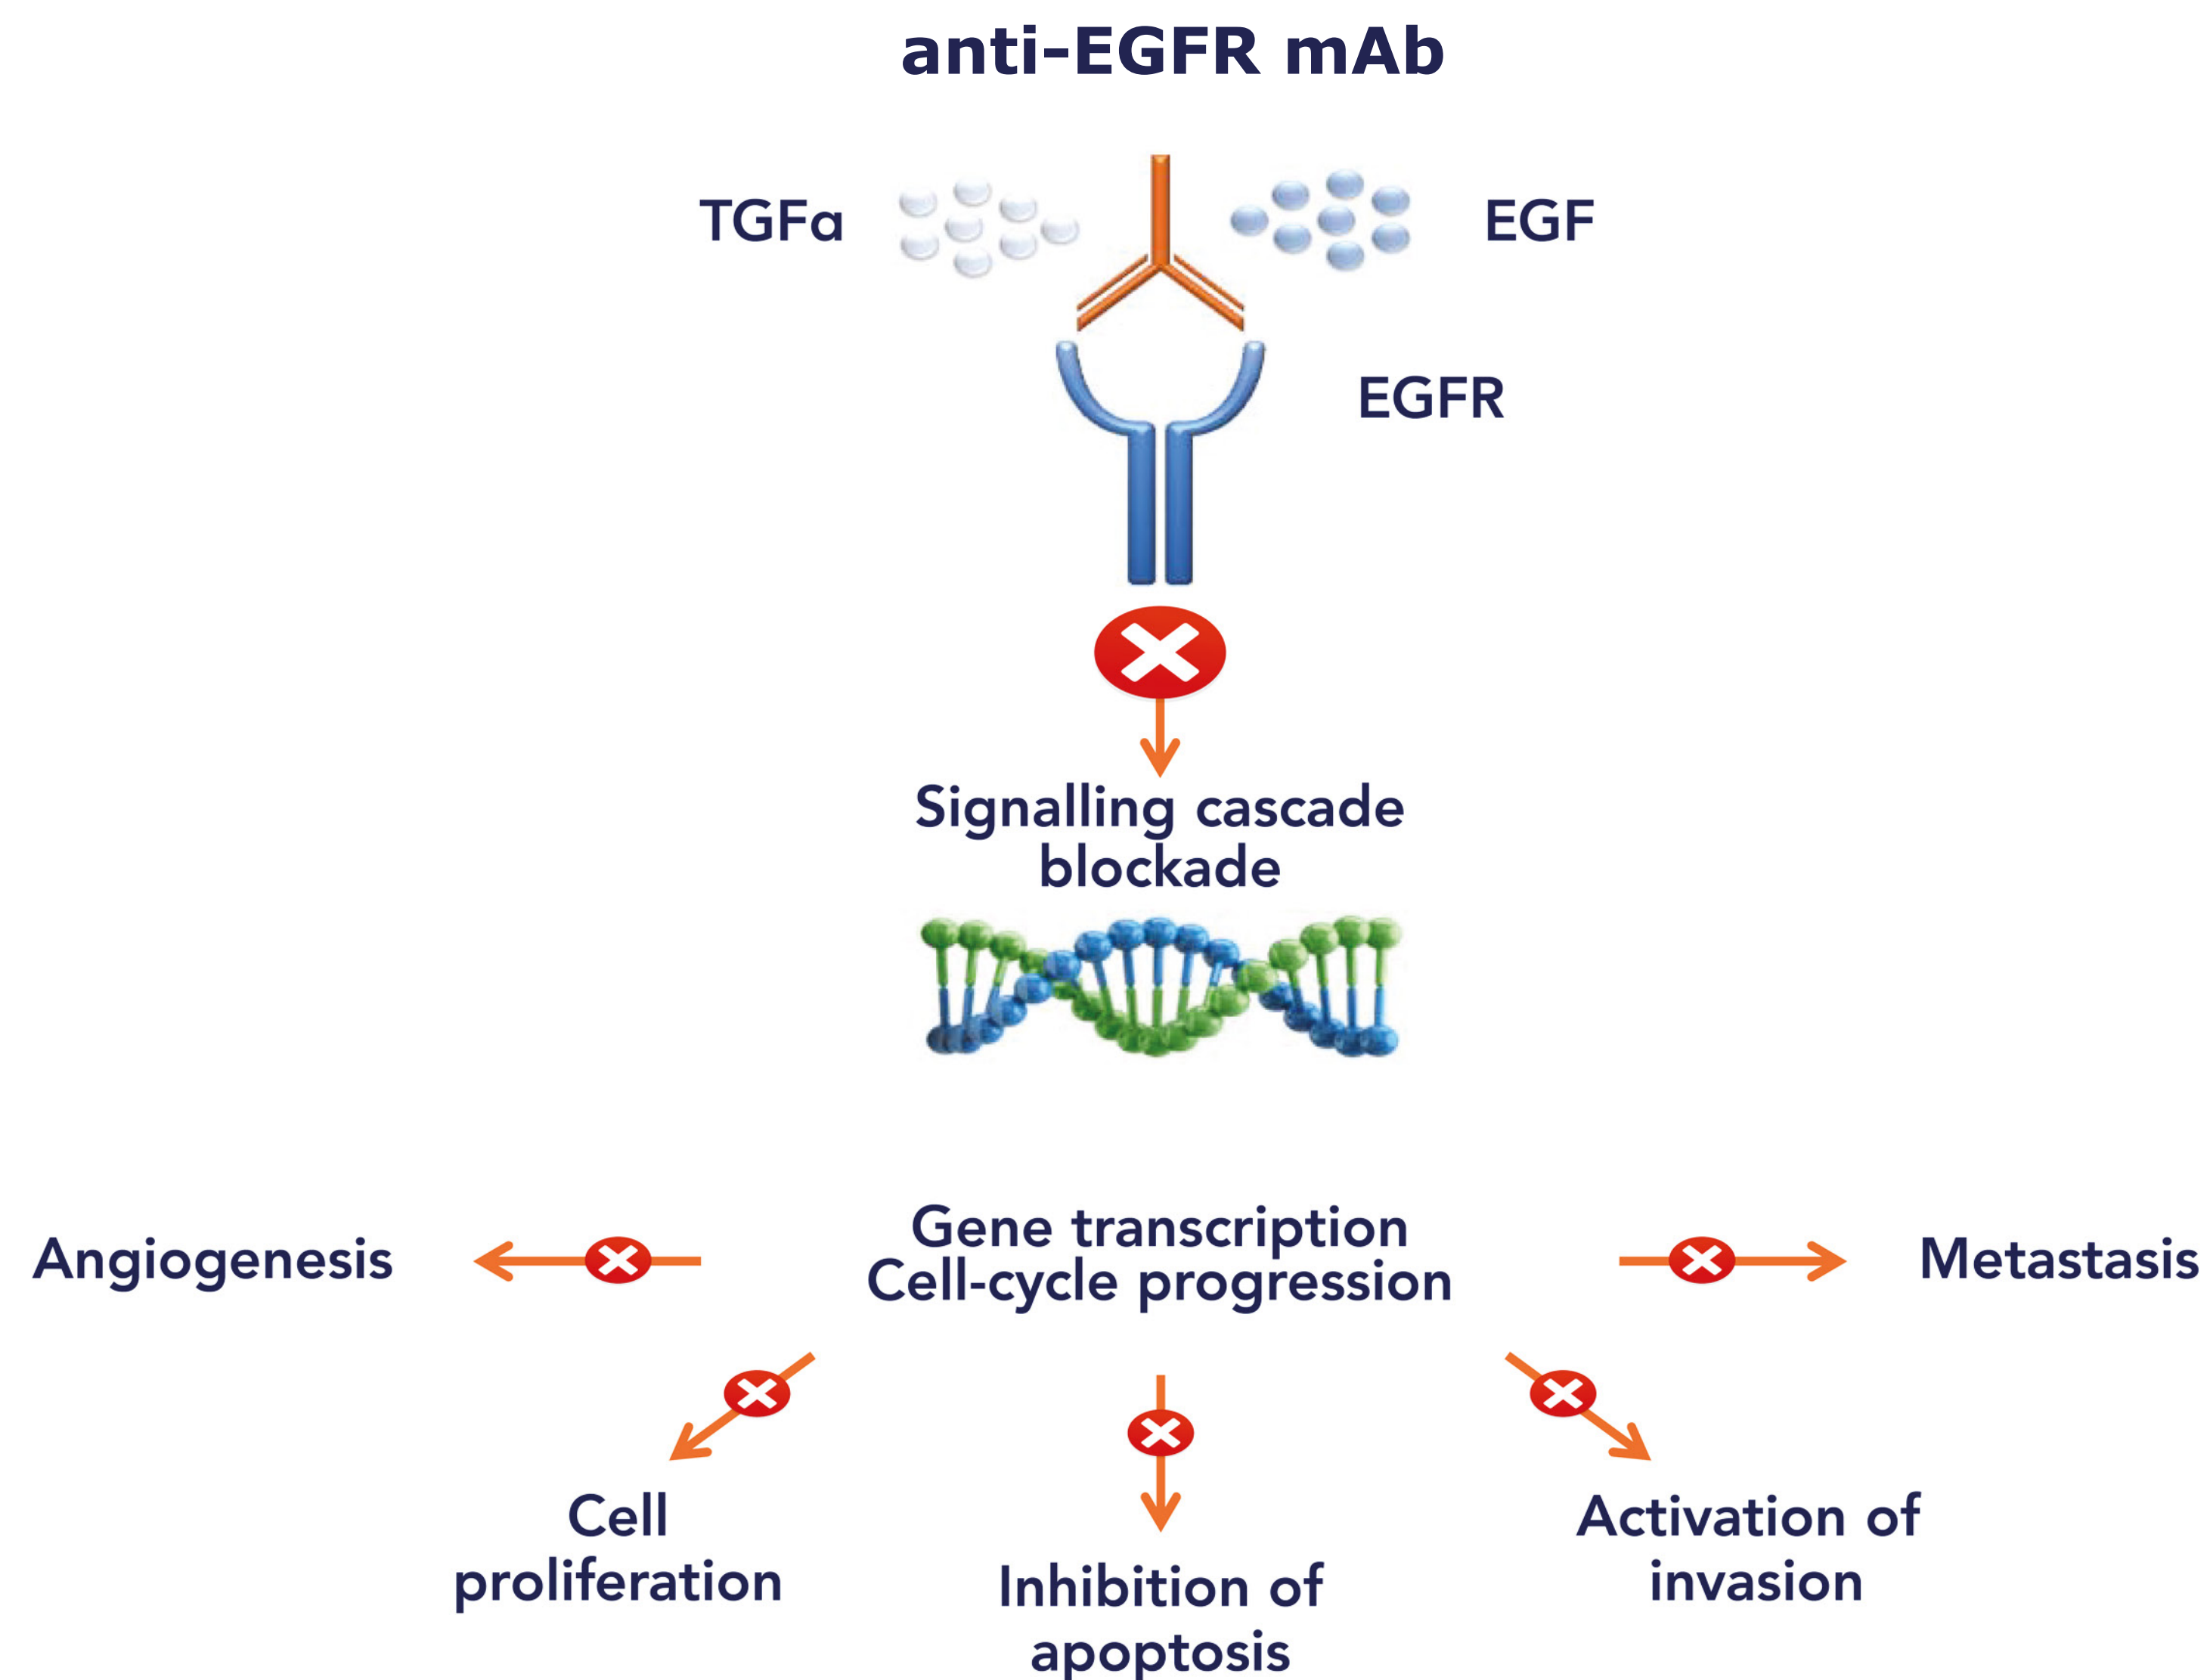 anti-EGFR mAb
TGFα
EGF
EGFR
Signalling cascade
blockade
Gene transcription
Cell-cycle progression
Angiogenesis
Metastasis
Cell
proliferation
Inhibition of
apoptosis
Activation of
invasion